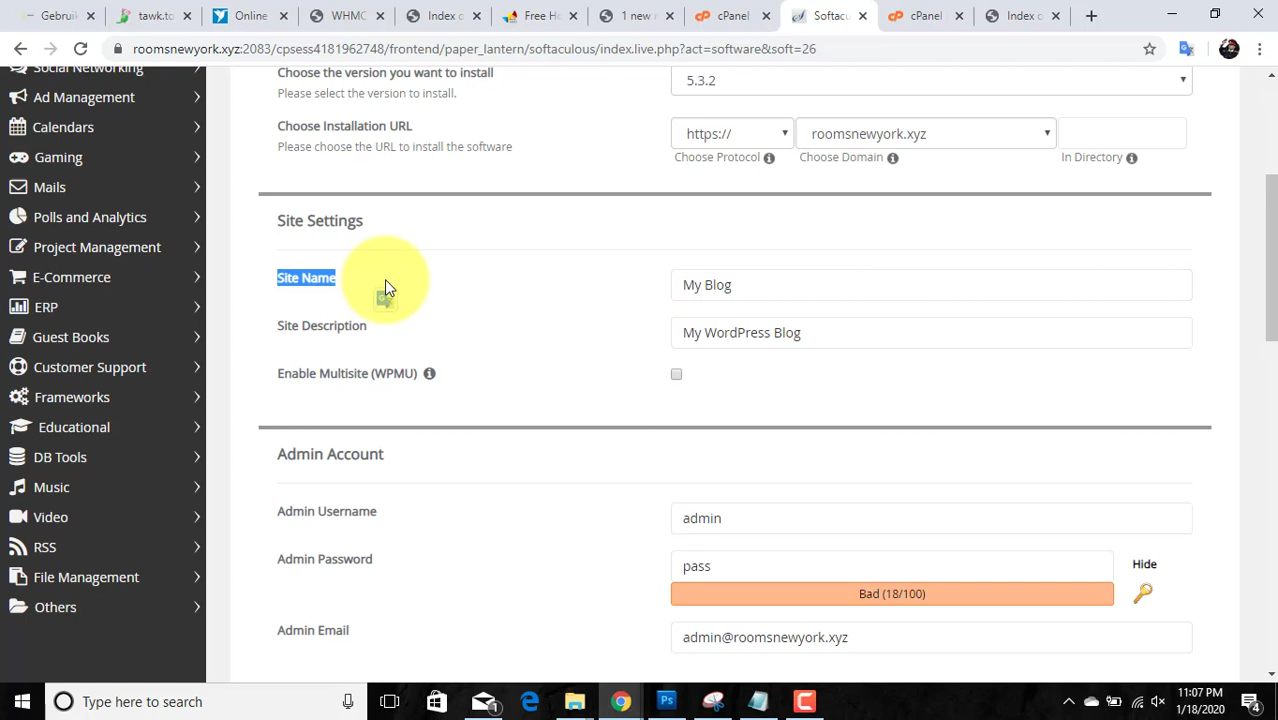 Gebruik
tawk.to
Online
WHMC
Index o
Free He
1 new r
cPanel
Softacu
cPanel
Index o
roomsnewyork.xyz:2083/cpsess4181962748/frontend/paper_lantern/softaculous/index.live.php?act=software&soft=26
Social Networking
Ad Management
Calendars
Gaming
Mails
Polls and Analytics
Project Management
E-Commerce
ERP
Guest Books
Customer Support
Frameworks
Educational
DB Tools
Music
Video
RSS
File Management
Others
Choose the version you want to install
Please select the version to install.
5.3.2
Choose Installation URL
Please choose the URL to install the software
https://
roomsnewyork.xyz
Choose Protocol
Choose Domain
In Directory
Site Settings
Site Name
My Blog
Site Description
My WordPress Blog
Enable Multisite (WPMU)
Admin Account
Admin Username
admin
Admin Password
pass
Hide
Bad (18/100)
Admin Email
admin@roomsnewyork.xyz
Type here to search
1
Ps
11:07 PM
1/18/2020
4